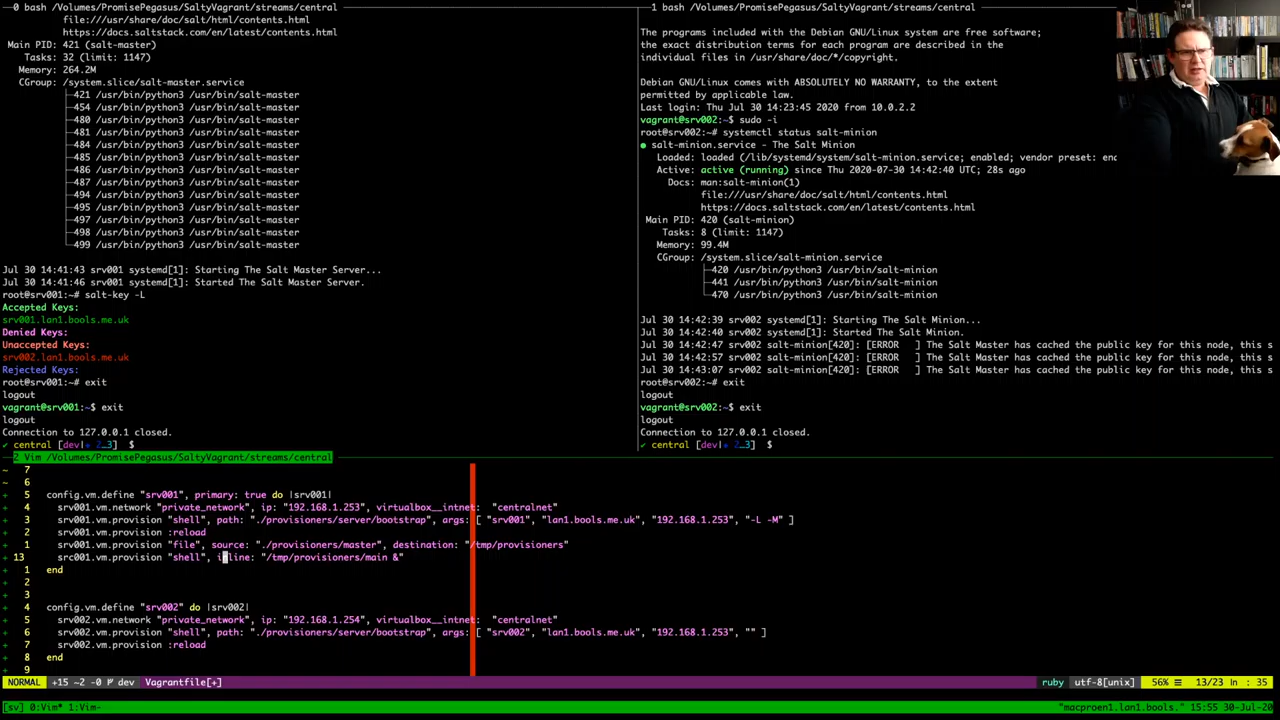 —0 bash /Volumes/PromisePegasus/SaltyVagrant/streams/central
file:///usr/share/doc/salt/html/contents.html
https://docs.saltstack.com/en/latest/contents.html
Main PID: 421 (salt-master)
Tasks: 32 (limit: 1147)
Memory: 264.2M
CGroup: /system.slice/salt-master.service
├─421 /usr/bin/python3 /usr/bin/salt-master
├─454 /usr/bin/python3 /usr/bin/salt-master
├─480 /usr/bin/python3 /usr/bin/salt-master
├─481 /usr/bin/python3 /usr/bin/salt-master
├─484 /usr/bin/python3 /usr/bin/salt-master
├─485 /usr/bin/python3 /usr/bin/salt-master
├─486 /usr/bin/python3 /usr/bin/salt-master
├─487 /usr/bin/python3 /usr/bin/salt-master
├─494 /usr/bin/python3 /usr/bin/salt-master
├─495 /usr/bin/python3 /usr/bin/salt-master
├─497 /usr/bin/python3 /usr/bin/salt-master
├─498 /usr/bin/python3 /usr/bin/salt-master
└─499 /usr/bin/python3 /usr/bin/salt-master
Jul 30 14:41:43 srv001 systemd[1]: Starting The Salt Master Server...
Jul 30 14:41:46 srv001 systemd[1]: Started The Salt Master Server.
root@srv001:~# salt-key -L
Accepted Keys:
srv001.lan1.bools.me.uk
Denied Keys:
Unaccepted Keys:
srv002.lan1.bools.me.uk
Rejected Keys:
root@srv001:~# exit
logout
vagrant@srv001:~$ exit
logout
Connection to 127.0.0.1 closed.
✔ central [dev|✚ 2…3] $
—1 bash /Volumes/PromisePegasus/SaltyVagrant/streams/central
The programs included with the Debian GNU/Linux system are free software;
the exact distribution terms for each program are described in the
individual files in /usr/share/doc/*/copyright.
Debian GNU/Linux comes with ABSOLUTELY NO WARRANTY, to the extent
permitted by applicable law.
Last login: Thu Jul 30 14:23:45 2020 from 10.0.2.2
vagrant@srv002:~$ sudo -i
root@srv002:~# systemctl status salt-minion
● salt-minion.service - The Salt Minion
Loaded: loaded (/lib/systemd/system/salt-minion.service; enabled; vendor preset: ena
Active: active (running) since Thu 2020-07-30 14:42:40 UTC; 28s ago
Docs: man:salt-minion(1)
file:///usr/share/doc/salt/html/contents.html
https://docs.saltstack.com/en/latest/contents.html
Main PID: 420 (salt-minion)
Tasks: 8 (limit: 1147)
Memory: 99.4M
CGroup: /system.slice/salt-minion.service
├─420 /usr/bin/python3 /usr/bin/salt-minion
├─441 /usr/bin/python3 /usr/bin/salt-minion
└─470 /usr/bin/python3 /usr/bin/salt-minion
Jul 30 14:42:39 srv002 systemd[1]: Starting The Salt Minion...
Jul 30 14:42:40 srv002 systemd[1]: Started The Salt Minion.
Jul 30 14:42:47 srv002 salt-minion[420]: [ERROR   ] The Salt Master has cached the public key for this node, this s
Jul 30 14:42:57 srv002 salt-minion[420]: [ERROR   ] The Salt Master has cached the public key for this node, this s
Jul 30 14:43:07 srv002 salt-minion[420]: [ERROR   ] The Salt Master has cached the public key for this node, this s
root@srv002:~# exit
logout
vagrant@srv002:~$ exit
logout
Connection to 127.0.0.1 closed.
✔ central [dev|✚ 2…3] $
—2 Vim /Volumes/PromisePegasus/SaltyVagrant/streams/central
~ 7
~ 6
+ 5 config.vm.define "srv001", primary: true do |srv001|
+ 4 srv001.vm.network "private_network", ip: "192.168.1.253", virtualbox__intnet: "centralnet"
+ 3 srv001.vm.provision "shell", path: "./provisioners/server/bootstrap", args: [ "srv001", "lan1.bools.me.uk", "192.168.1.253", "-L -M" ]
+ 2 srv001.vm.provision :reload
+ 1 srv001.vm.provision "file", source: "./provisioners/master", destination: "/tmp/provisioners"
+ 13 src001.vm.provision "shell", inline: "/tmp/provisioners/main &"
+ 1 end
+ 2
+ 3
+ 4 config.vm.define "srv002" do |srv002|
+ 5 srv002.vm.network "private_network", ip: "192.168.1.254", virtualbox__intnet: "centralnet"
+ 6 srv002.vm.provision "shell", path: "./provisioners/server/bootstrap", args: [ "srv002", "lan1.bools.me.uk", "192.168.1.253", "" ]
+ 7 srv002.vm.provision :reload
+ 8 end
+ 9
NORMAL +15 ~2 -0 dev Vagrantfile[+] ruby utf-8[unix] 56% ☰ 13/23 ln : 35
[sv] 0:Vim* 1:Vim- "macproen1.lan1.bools." 15:55 30-Jul-20